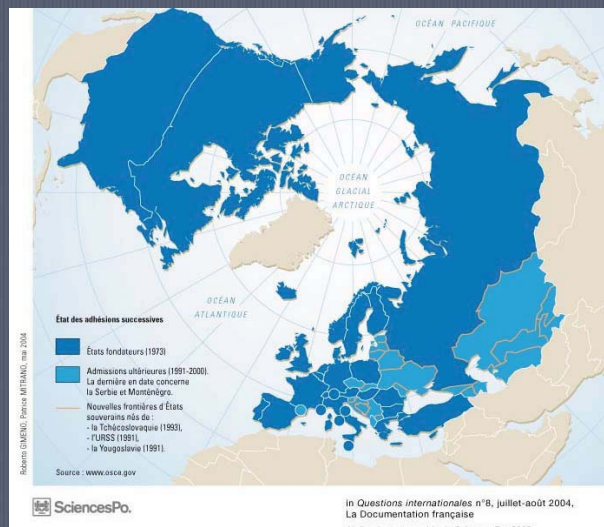 OCÉAN PACIFIQUE
OCÉAN
GLACIAL
ARCTIQUE
OCÉAN
ATLANTIQUE
État des adhésions successives
États fondateurs (1973)
Admissions ultérieures (1991-2000).
La dernière en date concerne
la Serbie et Monténégro.
Nouvelles frontières d'États
souverains nés de :
- la Tchécoslovaquie (1993),
- l'URSS (1991),
- la Yougoslavie (1991).
Source : www.osce.gov
Roberto GIMENO, Patrice MITRANO, mai 2004
SciencesPo.
in Questions internationales n°8, juillet-août 2004,
La Documentation française